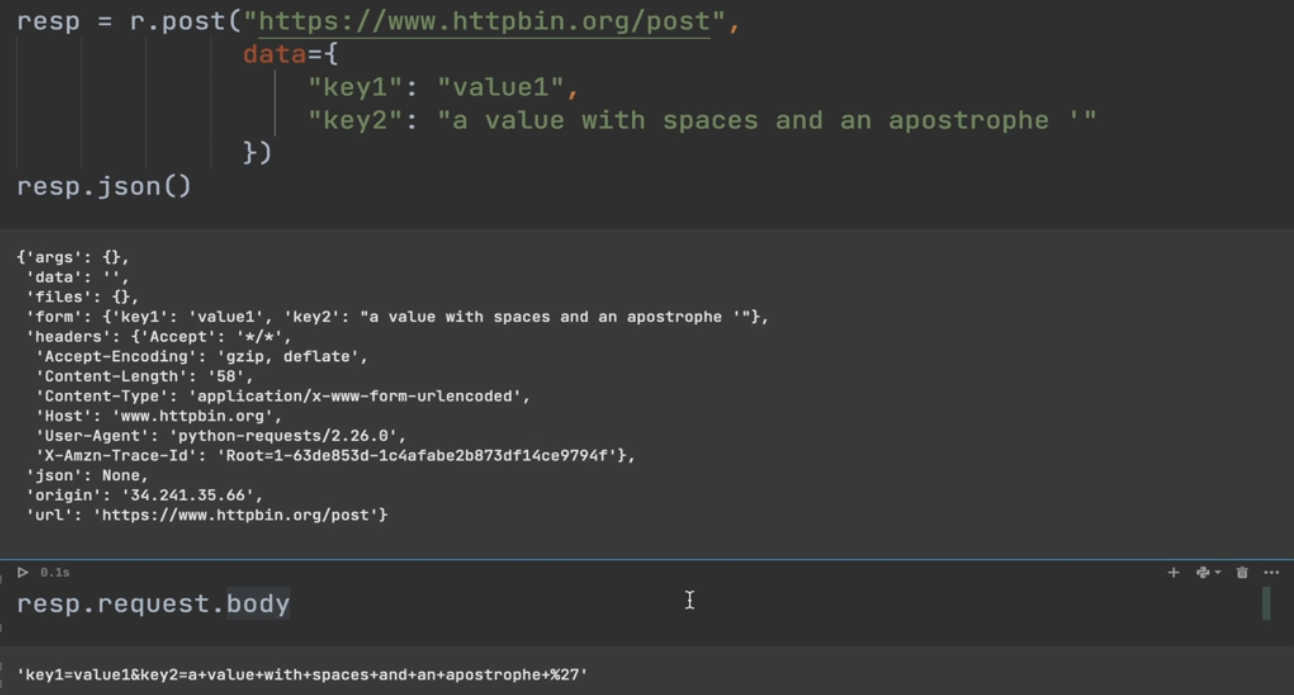 resp = r.post("https://www.httpbin.org/post",
data={
"key1": "value1",
"key2": "a value with spaces and an apostrophe '"
})
resp.json()
{'args': {},
'data': '',
'files': {},
'form': {'key1': 'value1', 'key2': "a value with spaces and an apostrophe '"},
'headers': {'Accept': '*/*',
'Accept-Encoding': 'gzip, deflate',
'Content-Length': '58',
'Content-Type': 'application/x-www-form-urlencoded',
'Host': 'www.httpbin.org',
'User-Agent': 'python-requests/2.26.0',
'X-Amzn-Trace-Id': 'Root=1-63de853d-1c4afabe2b873df14ce9794f'},
'json': None,
'origin': '34.241.35.66',
'url': 'https://www.httpbin.org/post'}
0.1s
resp.request.body
'key1=value1&key2=a+value+with+spaces+and+an+apostrophe+%27'